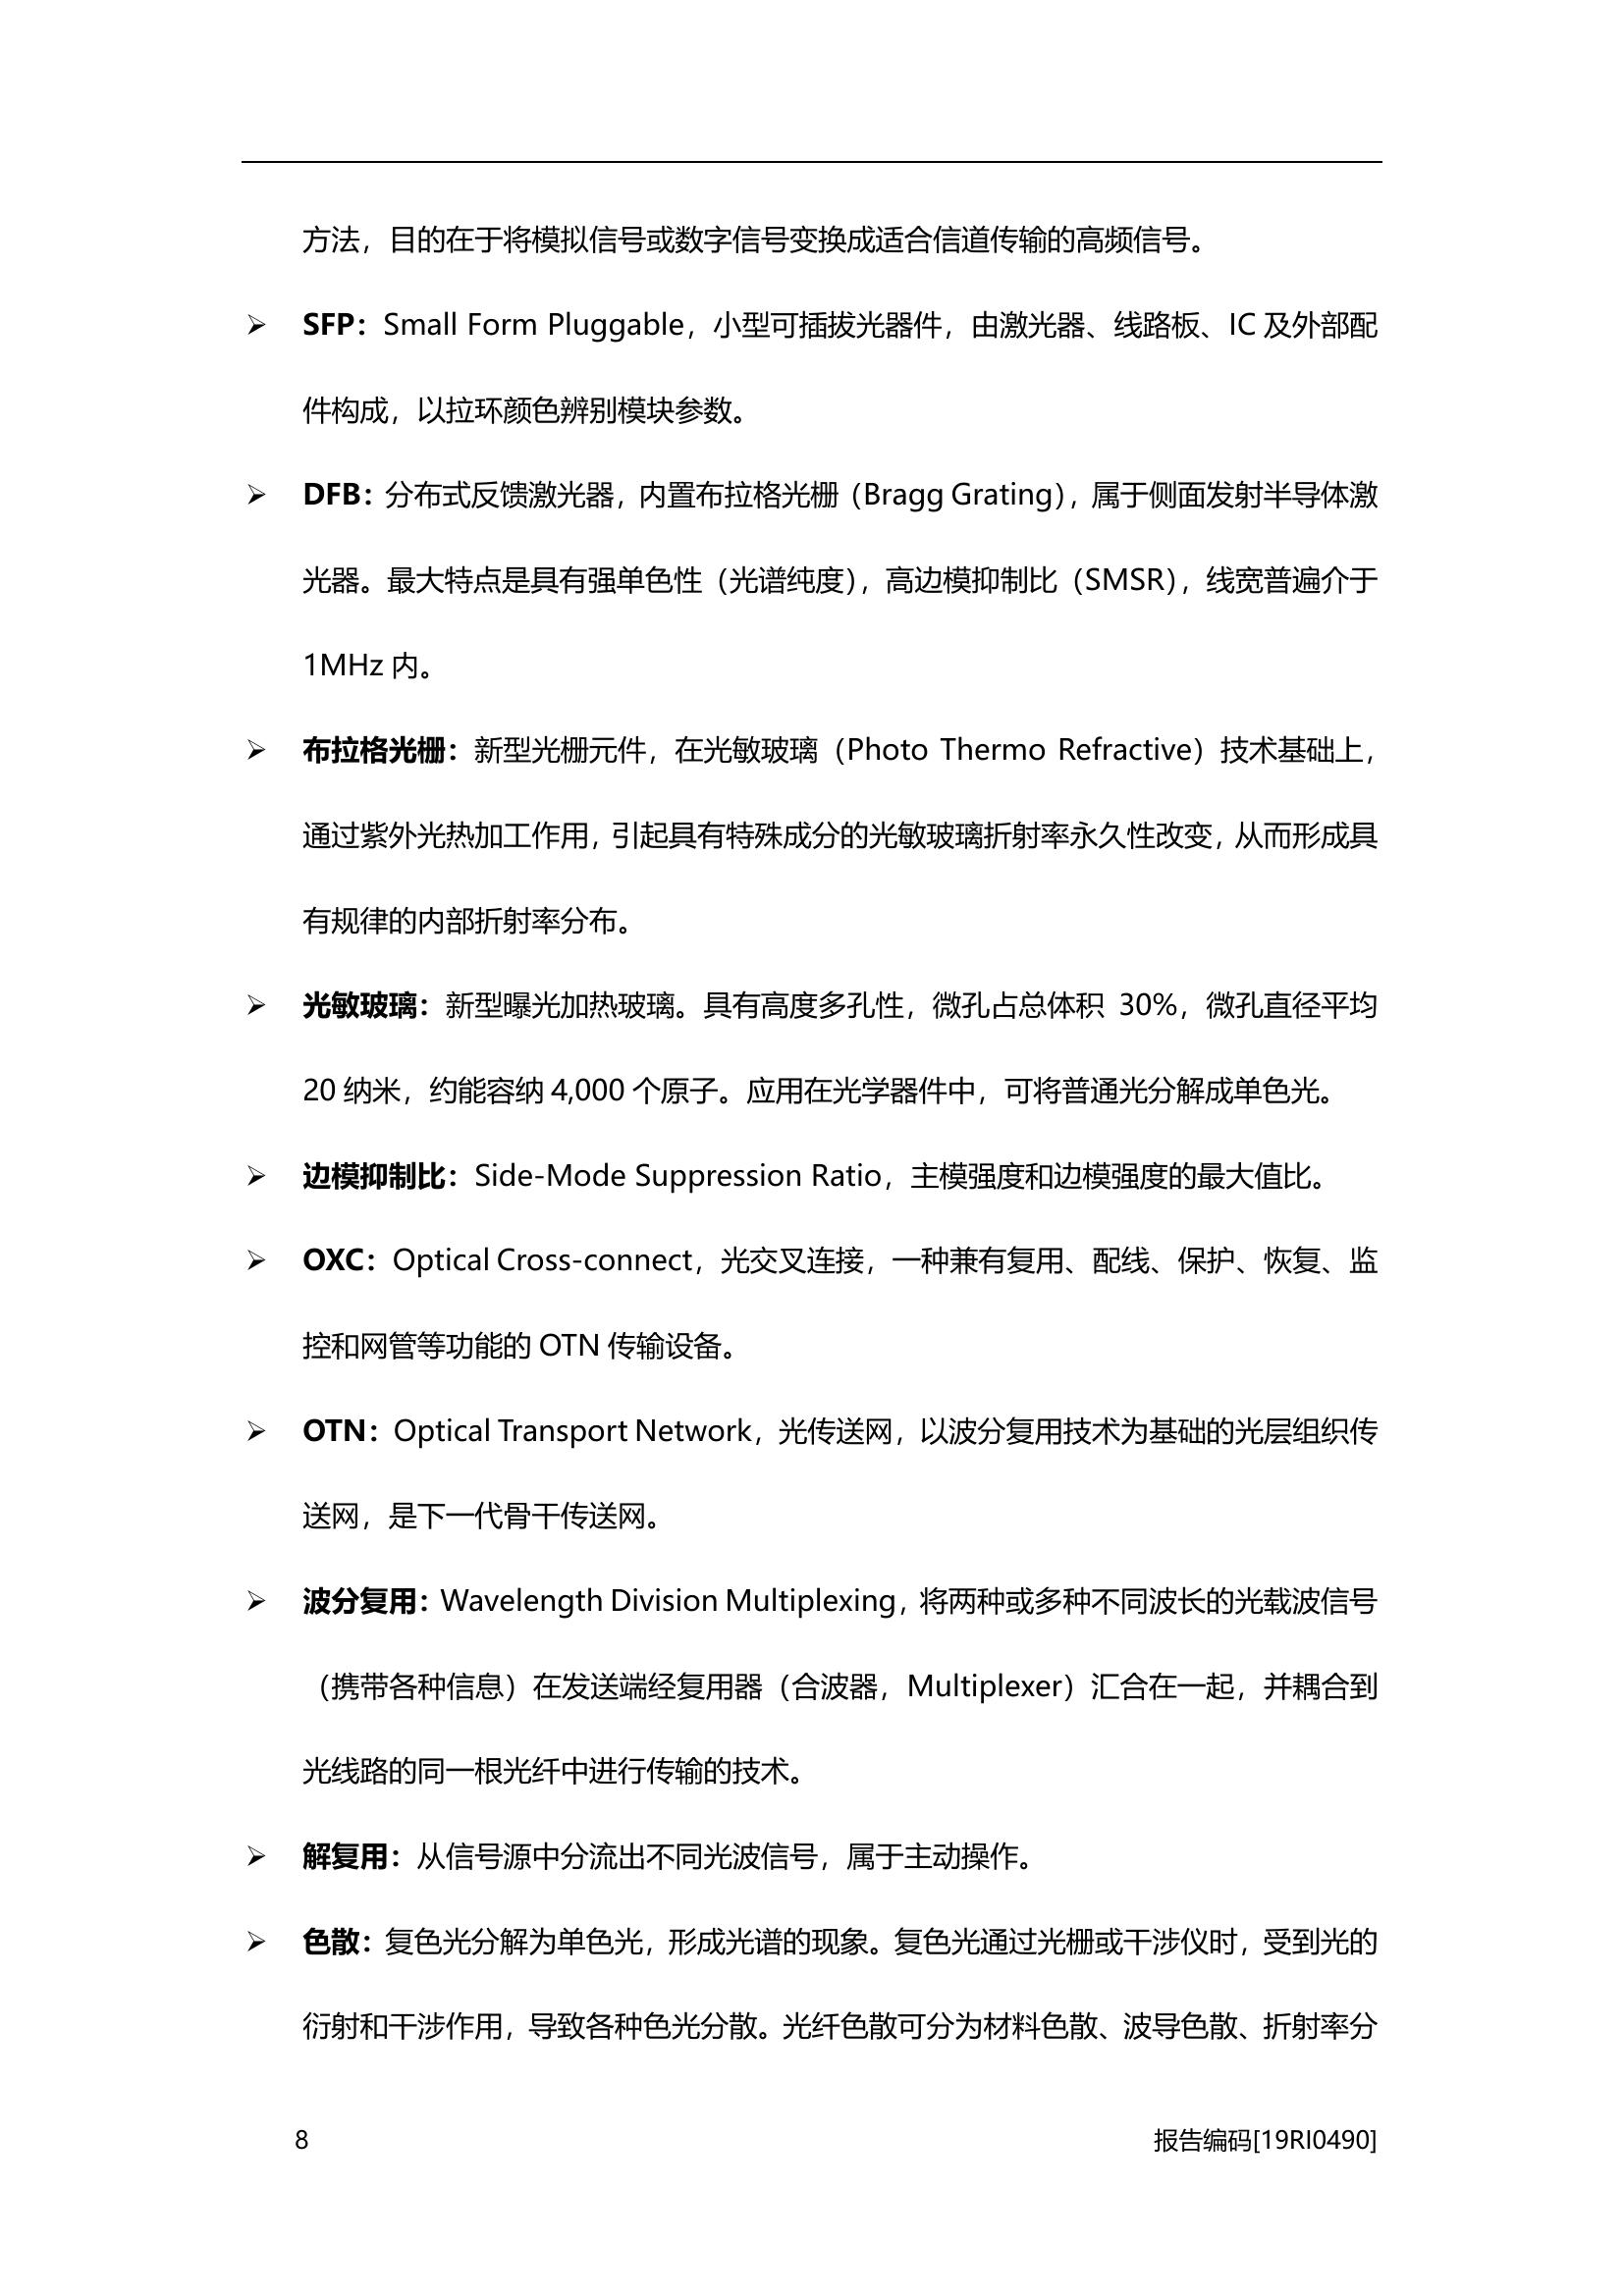 方法，目的在于将模拟信号或数字信号变换成适合信道传输的高频信号。
➢ SFP：Small Form Pluggable，小型可插拔光器件，由激光器、线路板、IC 及外部配
件构成，以拉环颜色辨别模块参数。
➢ DFB：分布式反馈激光器，内置布拉格光栅（Bragg Grating），属于侧面发射半导体激
光器。最大特点是具有强单色性（光谱纯度），高边模抑制比（SMSR），线宽普遍介于
1MHz 内。
➢ 布拉格光栅：新型光栅元件，在光敏玻璃（Photo Thermo Refractive）技术基础上，
通过紫外光热加工作用，引起具有特殊成分的光敏玻璃折射率永久性改变，从而形成具
有规律的内部折射率分布。
➢ 光敏玻璃：新型曝光加热玻璃。具有高度多孔性，微孔占总体积 30%，微孔直径平均
20 纳米，约能容纳 4,000 个原子。应用在光学器件中，可将普通光分解成单色光。
➢ 边模抑制比：Side-Mode Suppression Ratio，主模强度和边模强度的最大值比。
➢ OXC：Optical Cross-connect，光交叉连接，一种兼有复用、配线、保护、恢复、监
控和网管等功能的 OTN 传输设备。
➢ OTN：Optical Transport Network，光传送网，以波分复用技术为基础的光层组织传
送网，是下一代骨干传送网。
➢ 波分复用：Wavelength Division Multiplexing，将两种或多种不同波长的光载波信号
（携带各种信息）在发送端经复用器（合波器，Multiplexer）汇合在一起，并耦合到
光线路的同一根光纤中进行传输的技术。
➢ 解复用：从信号源中分流出不同光波信号，属于主动操作。
➢ 色散：复色光分解为单色光，形成光谱的现象。复色光通过光栅或干涉仪时，受到光的
衍射和干涉作用，导致各种色光分散。光纤色散可分为材料色散、波导色散、折射率分
8 报告编码[19RI0490]